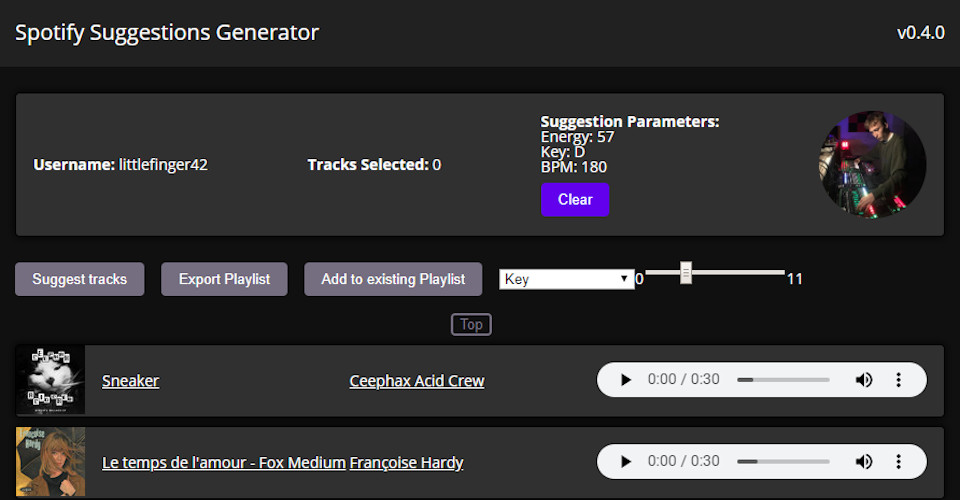 Spotify Suggestions Generator
v0.4.0
Username: littlefinger42
Tracks Selected: 0
Suggestion Parameters:
Energy: 57
Key: D
BPM: 180
Clear
Suggest tracks
Export Playlist
Add to existing Playlist
Key
0
11
Top
Sneaker
Ceephax Acid Crew
0:00 / 0:30
Françoise Hardy
Le temps de l'amour - Fox Medium
Françoise Hardy
0:00 / 0:30